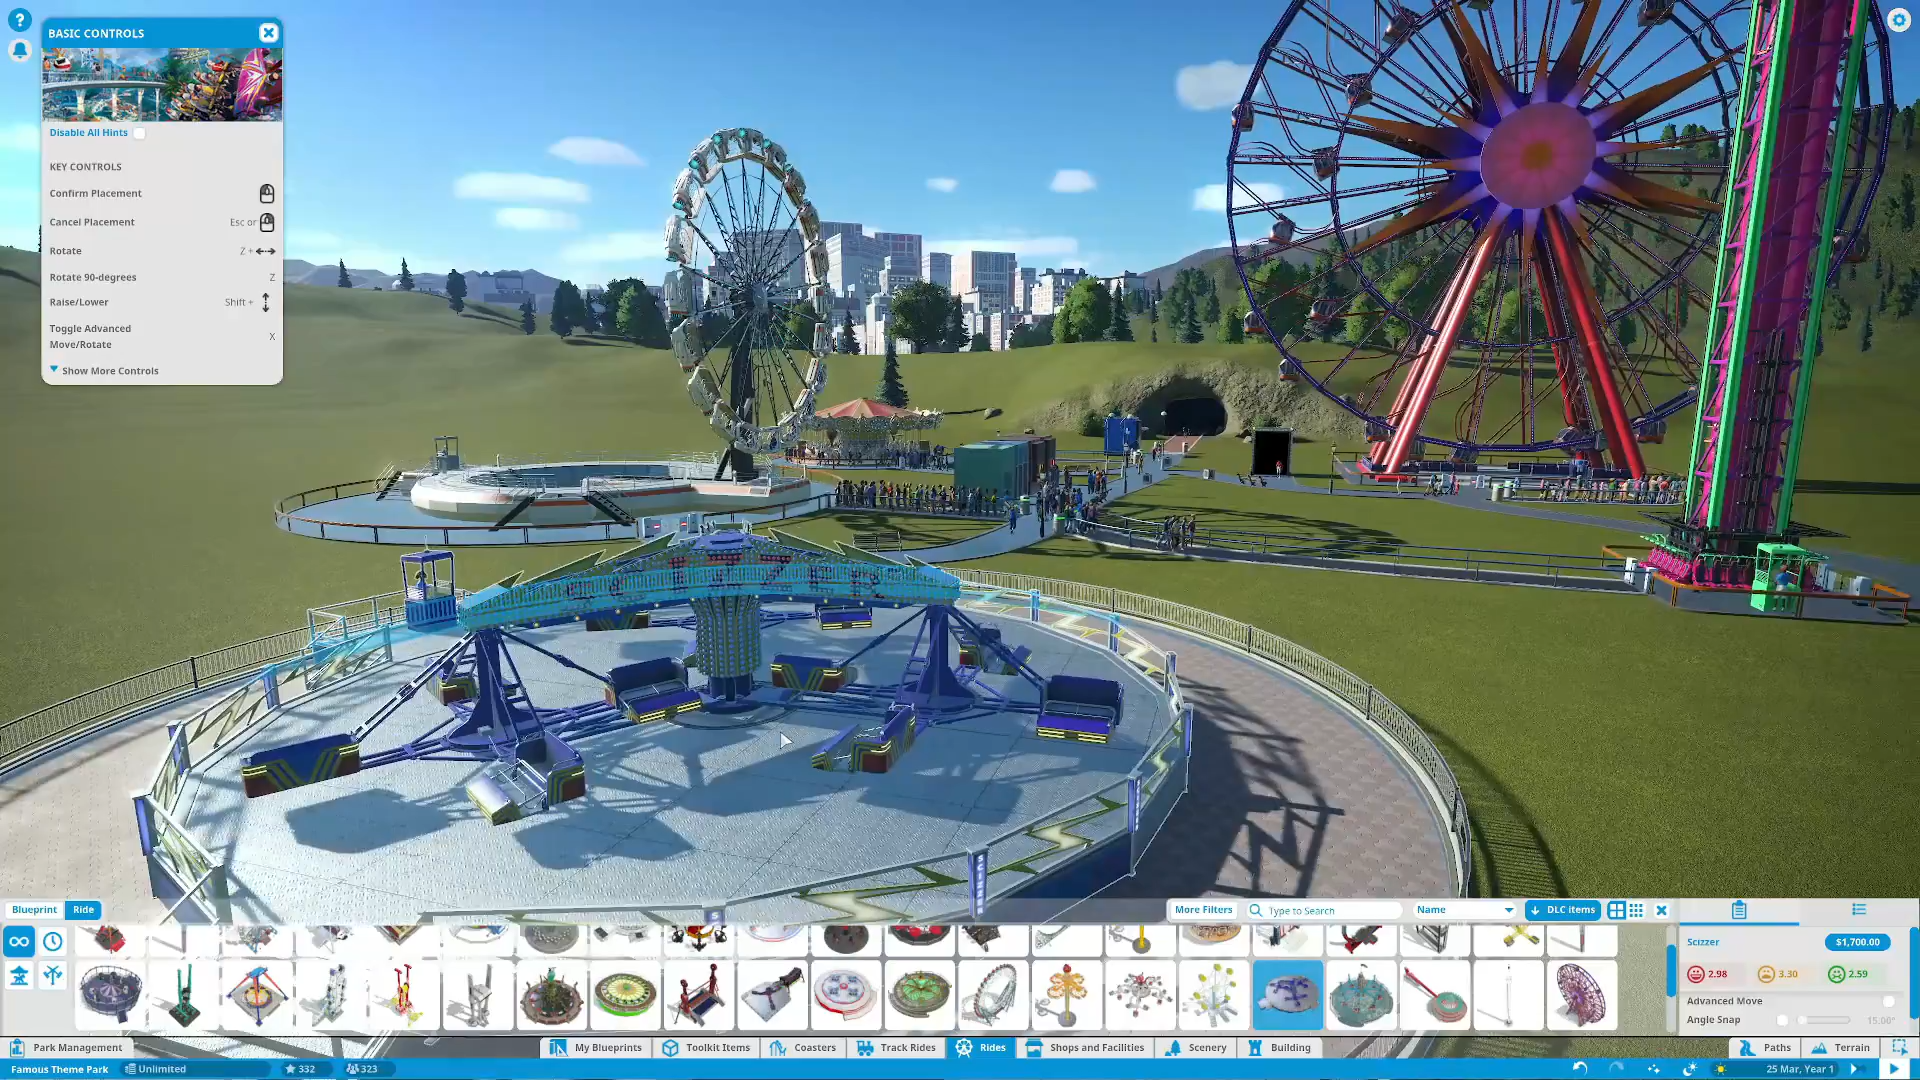 BASIC CONTROLS
Disable All Hints
KEY CONTROLS
Confirm Placement
Cancel Placement Esc or
Rotate Z +
Rotate 90-degrees Z
Raise/Lower Shift +
Toggle Advanced
Move/Rotate X
Show More Controls
Blueprint Ride More Filters Type to Search Name DLC items
Scizzer $1,700.00
2.98 3.30 2.59
Advanced Move
Angle Snap 15.00°
Park Management My Blueprints Toolkit Items Coasters Track Rides Rides Shops and Facilities Scenery Building Paths Terrain
Famous Theme Park Unlimited 332 323 25 Mar, Year 1